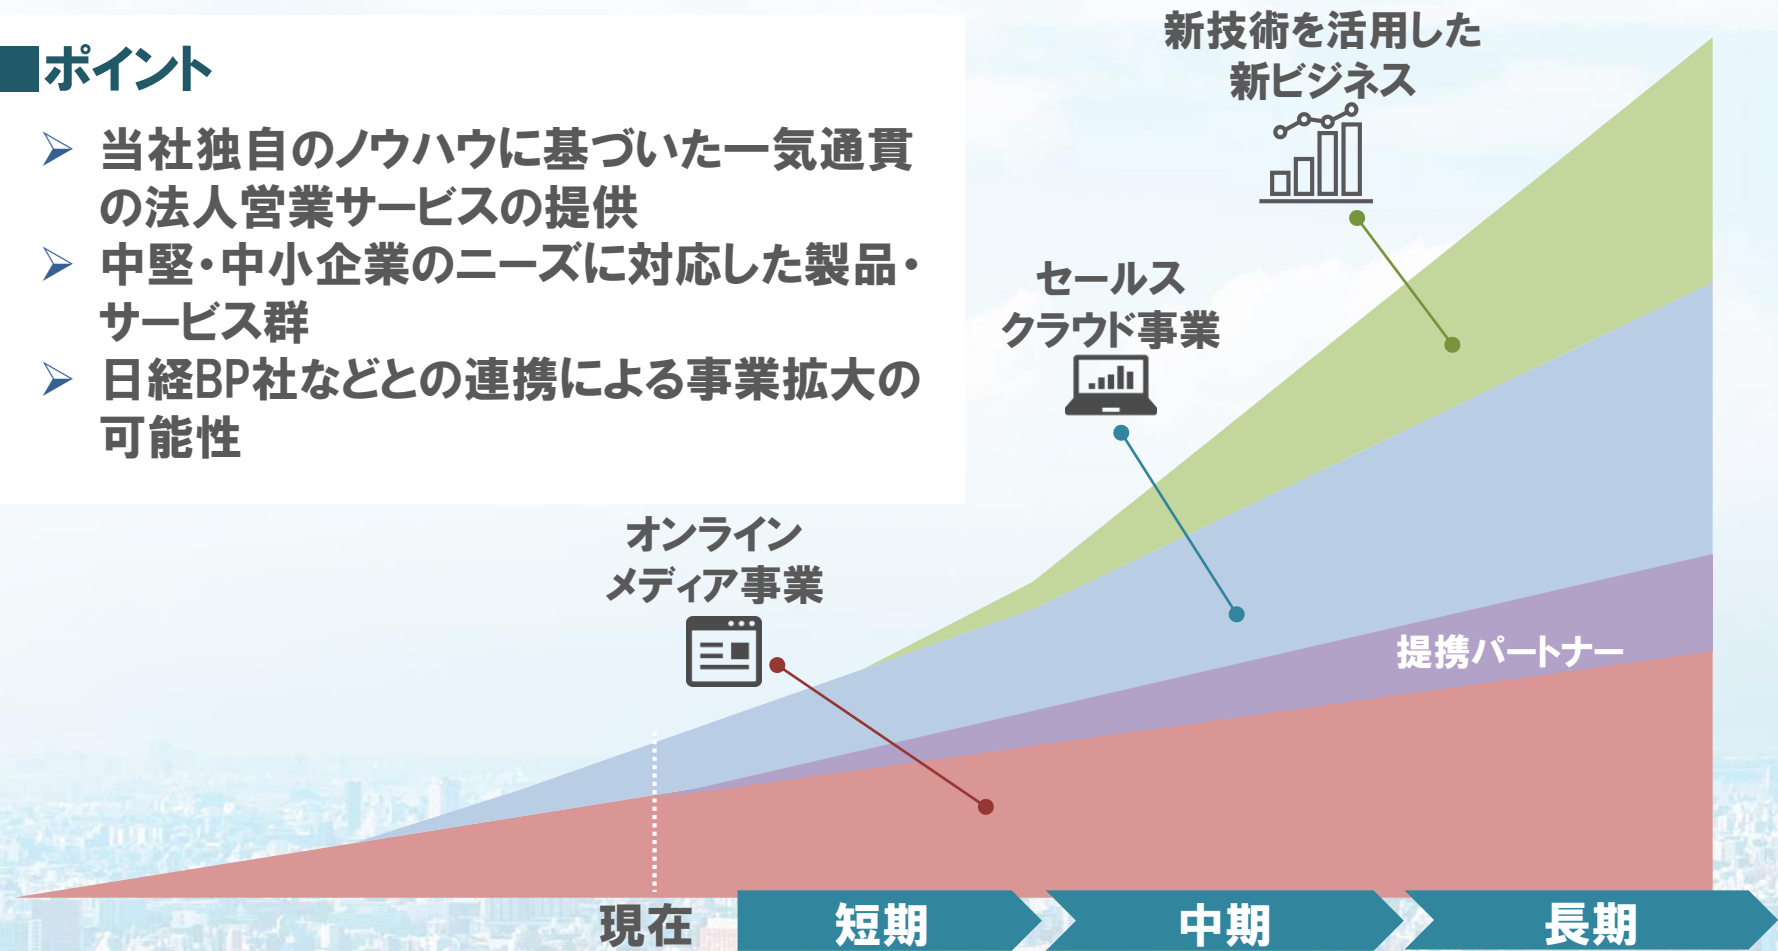 ■ポイント
➢ 当社独自のノウハウに基づいた一気通貫
の法人営業サービスの提供
➢ 中堅・中小企業のニーズに対応した製品・
サービス群
➢ 日経BP社などとの連携による事業拡大の
可能性
新技術を活用した
新ビジネス
セールス
クラウド事業
オンライン
メディア事業
提携パートナー
現在
短期
中期
長期